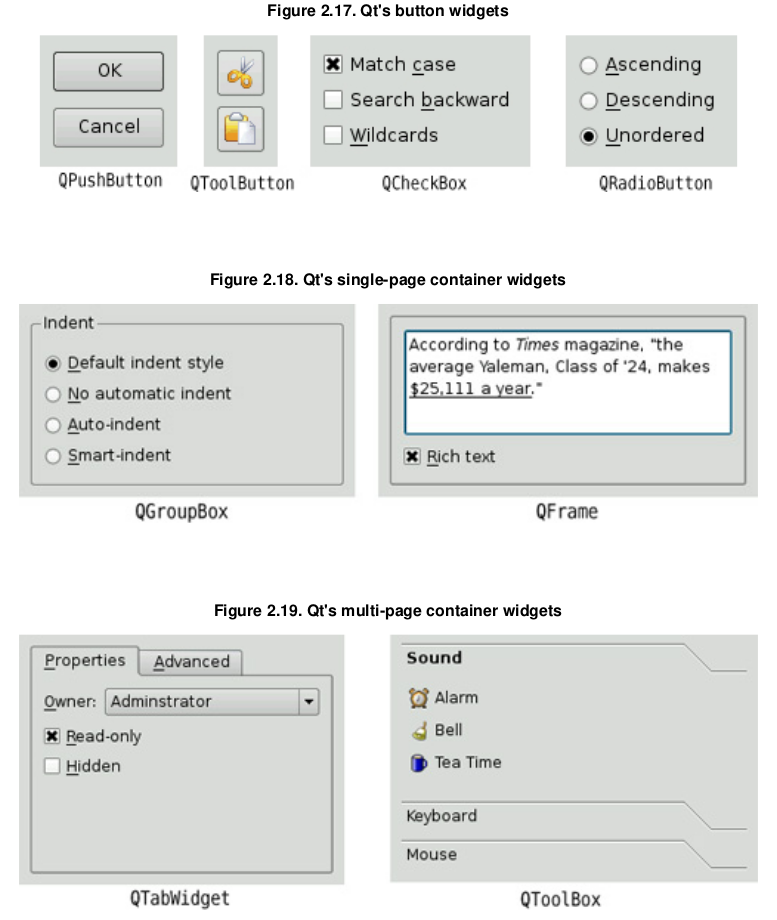 Figure 2.17. Qt's button widgets
OK
Cancel
QPushButton
QToolButton
Match case
Search backward
Wildcards
QCheckBox
Ascending
Descending
Unordered
QRadioButton
Figure 2.18. Qt's single-page container widgets
Indent
Default indent style
No automatic indent
Auto-indent
Smart-indent
QGroupBox
According to Times magazine, "the
average Yaleman, Class of '24, makes
$25,111 a year."
Rich text
QFrame
Figure 2.19. Qt's multi-page container widgets
Properties
Advanced
Owner: Adminstrator
Read-only
Hidden
QTabWidget
Sound
Alarm
Bell
Tea Time
Keyboard
Mouse
QToolBox